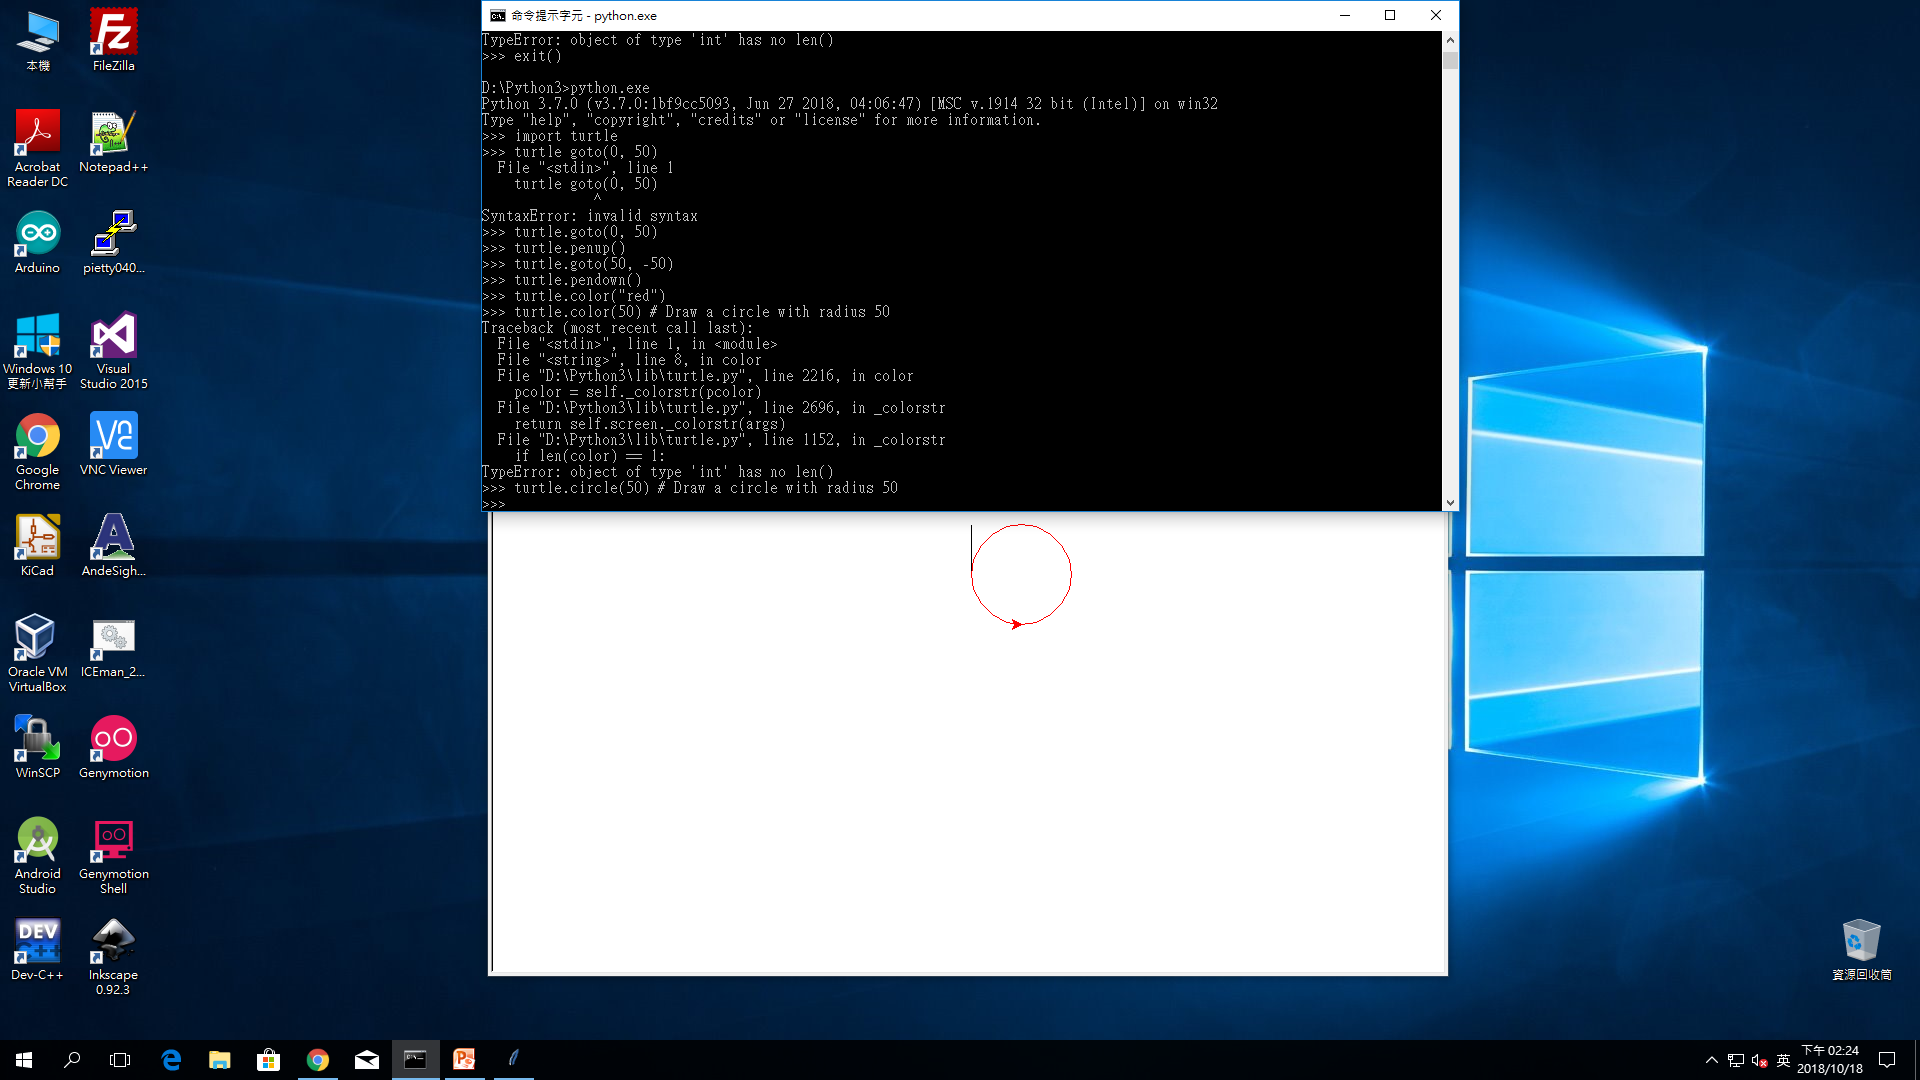 命令提示字元 - python.exe
TypeError: object of type 'int' has no len()
>>> exit()
D:\Python3>python.exe
Python 3.7.0 (v3.7.0:1bf9cc5093, Jun 27 2018, 04:06:47) [MSC v.1914 32 bit (Intel)] on win32
Type "help", "copyright", "credits" or "license" for more information.
>>> import turtle
>>> turtle goto(0, 50)
  File "<stdin>", line 1
    turtle goto(0, 50)
              ^
SyntaxError: invalid syntax
>>> turtle.goto(0, 50)
>>> turtle.penup()
>>> turtle.goto(50, -50)
>>> turtle.pendown()
>>> turtle.color("red")
>>> turtle.color(50) # Draw a circle with radius 50
Traceback (most recent call last):
  File "<stdin>", line 1, in <module>
  File "<string>", line 8, in color
  File "D:\Python3\lib\turtle.py", line 2216, in color
    pcolor = self._colorstr(pcolor)
  File "D:\Python3\lib\turtle.py", line 2696, in _colorstr
    return self.screen._colorstr(args)
  File "D:\Python3\lib\turtle.py", line 1152, in _colorstr
    if len(color) == 1:
TypeError: object of type 'int' has no len()
>>> turtle.circle(50) # Draw a circle with radius 50
>>>
本機
FileZilla
Acrobat
Reader DC
Notepad++
Arduino
pietty040...
Windows 10
更新小幫手
Visual
Studio 2015
Google
Chrome
VNC Viewer
KiCad
AndeSigh...
Oracle VM
VirtualBox
ICEman_2...
WinSCP
Genymotion
Android
Studio
Genymotion
Shell
DEV
C++
Dev-C++
Inkscape
0.92.3
資源回收筒
英
下午 02:24
2018/10/18